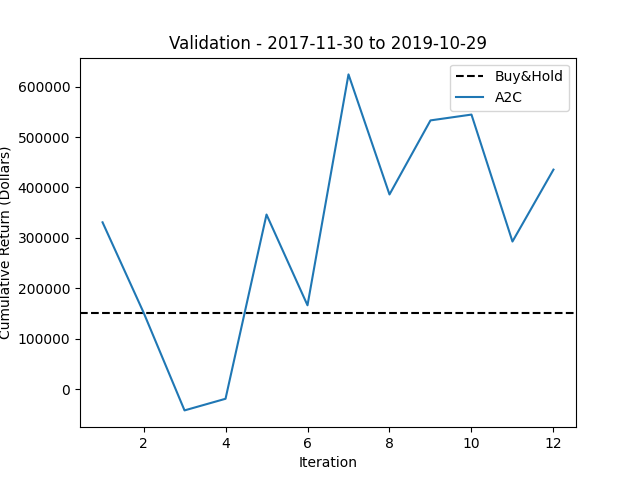 Validation - 2017-11-30 to 2019-10-29
Buy&Hold
A2C
Cumulative Return (Dollars)
600000
500000
400000
300000
200000
100000
0
2
4
6
8
10
12
Iteration